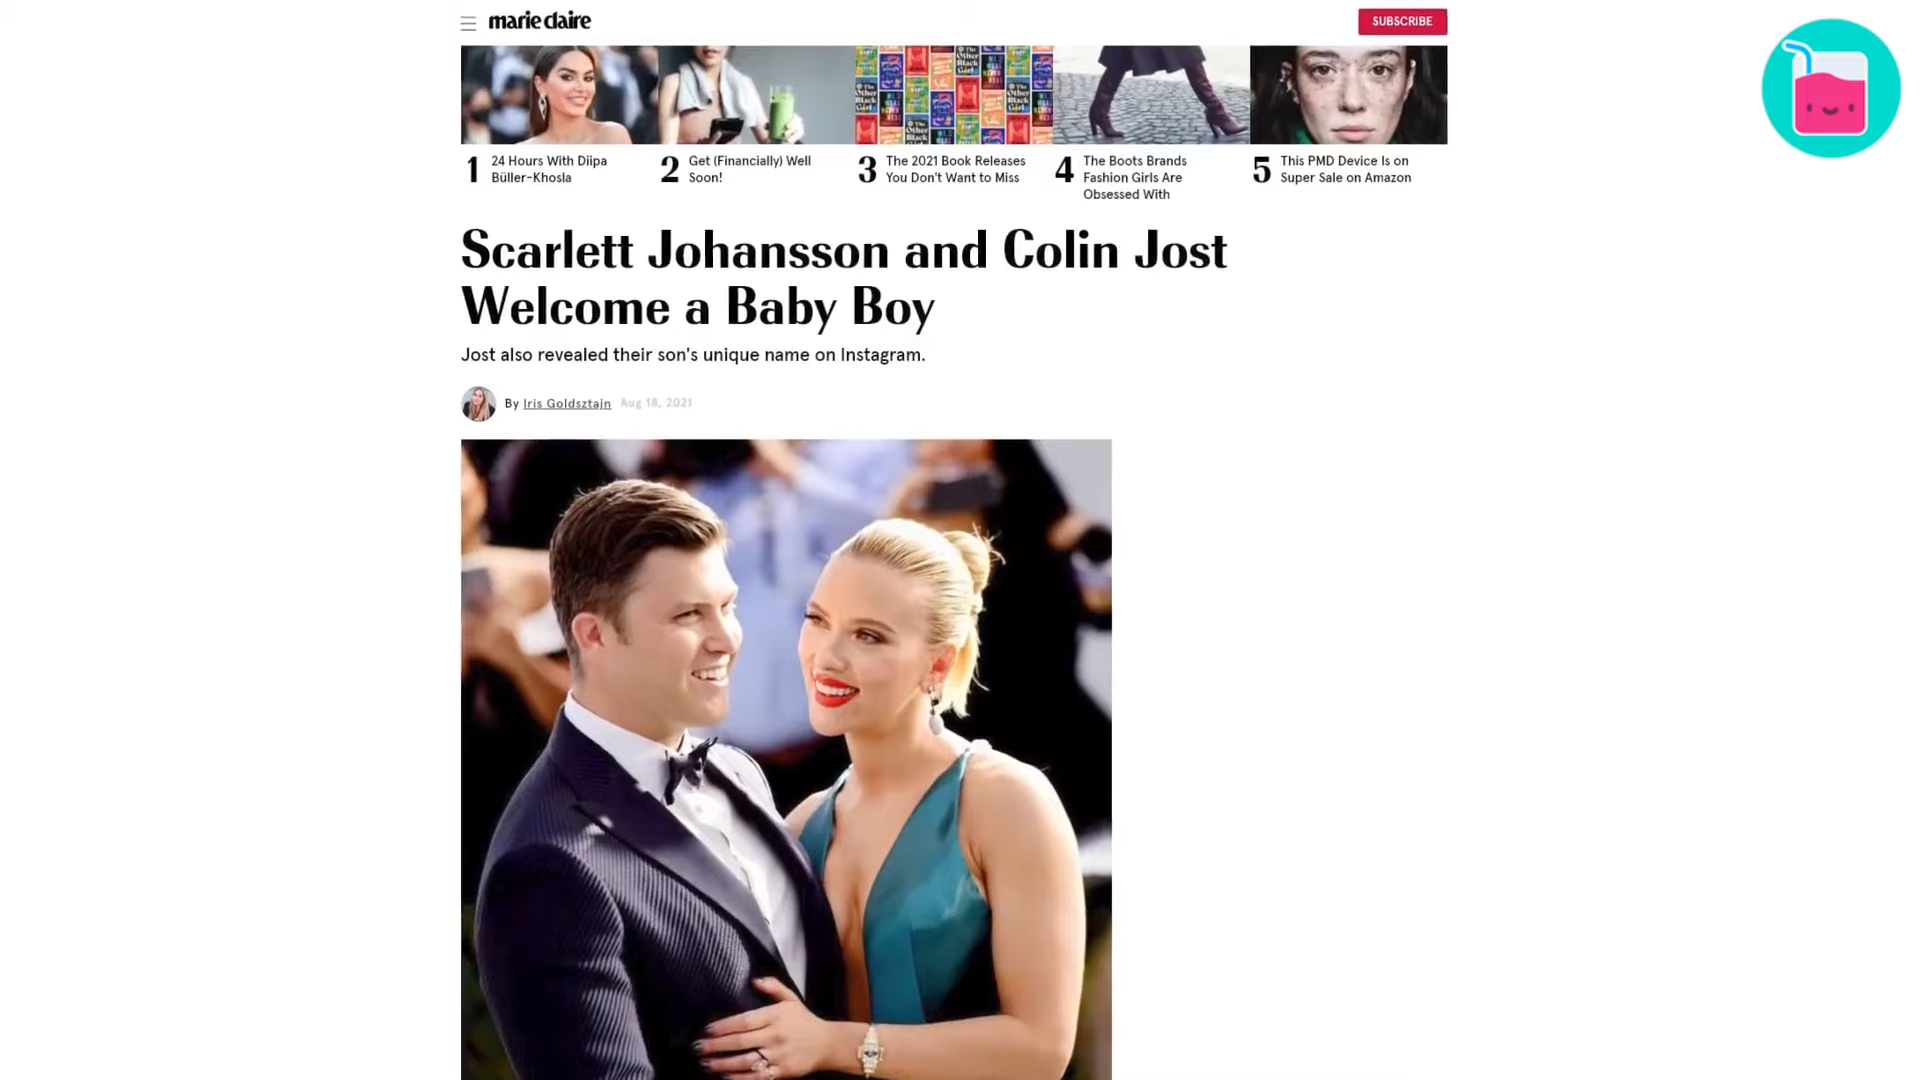 marie claire
SUBSCRIBE
1 24 Hours With Diipa
Büller-Khosla
2 Get (Financially) Well
Soon!
3 The 2021 Book Releases
You Don't Want to Miss
4 The Boots Brands
Fashion Girls Are
Obsessed With
5 This PMD Device Is on
Super Sale on Amazon
Scarlett Johansson and Colin Jost
Welcome a Baby Boy
Jost also revealed their son's unique name on Instagram.
By Iris Goldsztajn Aug 18, 2021